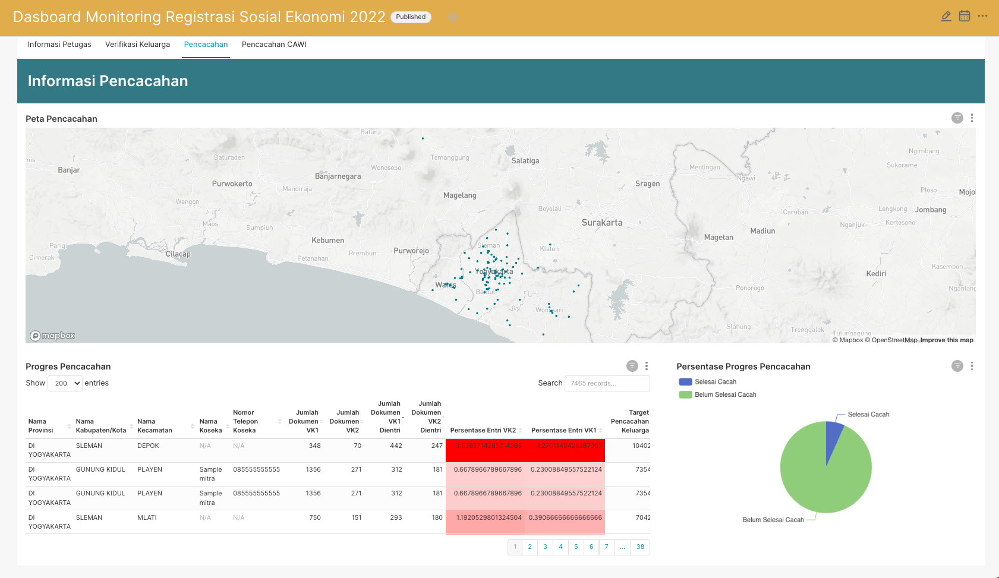 Dasboard Monitoring Registrasi Sosial Ekonomi 2022 Published
Informasi Petugas Verifikasi Keluarga Pencacahan Pencacahan CAWI
Informasi Pencacahan
Peta Pencacahan
Batur
Temanggung
Salatiga
Baturaden
Wonosobo
Ngimbang
Sukorame
Mentingan
Ngawi
Banjar
Banjarnegara
Purwokerto
Mandiraja
Magelang
Sragen
Ploso
Mojo
Wangon
Boyolali
Surakarta
Caruban
Lengkong
Jombang
Maos
Sumpiuh
Madiun
Nganjuk
Kertosono
Kebumen
Magetan
Parigi
Cimerak
Cilacap
Petanahan
Prembun
Purworejo
Sleman
Klaten
Yogyakarta
Kediri
Kasembon
Wates
Bantul
Ponorogo
Ngantang
Wonosari
Slahung
Trenggalek
Tulungagung
mapbox
© Mapbox © OpenStreetMap Improve this map
Progres Pencacahan
Show 200 entries
Search 7465 records...
Nama Provinsi
Nama Kabupaten/Kota
Nama Kecamatan
Nama Koseka
Nomor Telepon Koseka
Jumlah Dokumen VK1
Jumlah Dokumen VK2
Jumlah Dokumen VK1 Dientri
Jumlah Dokumen VK2 Dientri
Persentase Entri VK2
Persentase Entri VK1
Target Pencacahan Keluarga
DI YOGYAKARTA SLEMAN DEPOK N/A N/A 348 70 442 247 3.5285714285714285 1.2701149425287357 10402
DI YOGYAKARTA GUNUNG KIDUL PLAYEN Sample mitra 085555555555 1356 271 312 181 0.6678966789667896 0.23008849557522124 7354
DI YOGYAKARTA GUNUNG KIDUL PLAYEN Sample mitra 085555555555 1356 271 312 181 0.6678966789667896 0.23008849557522124 7354
DI YOGYAKARTA SLEMAN MLATI N/A N/A 750 151 293 180 1.1920529801324504 0.39066666666666666 7042
1 2 3 4 5 6 7 ... 38
Persentase Progres Pencacahan
Selesai Cacah
Belum Selesai Cacah
Selesai Cacah
Belum Selesai Cacah